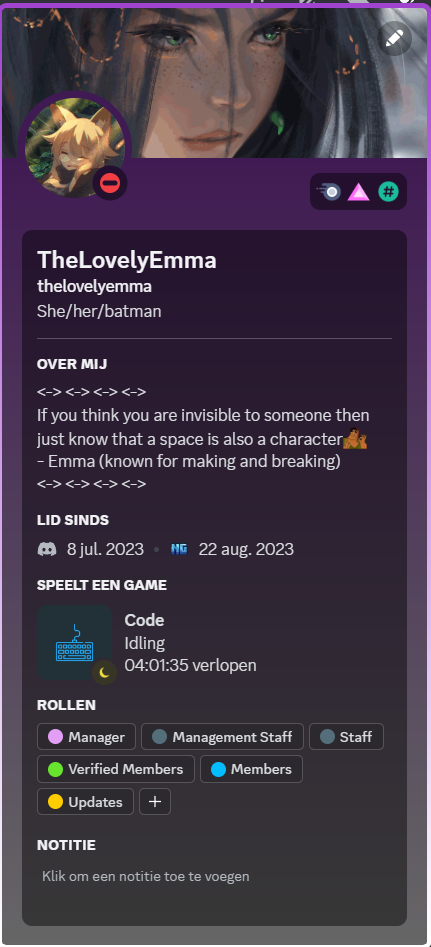 TheLovelyEmma
thelovelyemma
She/her/batman
OVER MIJ
<-> <-> <-> <->
If you think you are invisible to someone then
just know that a space is also a character
- Emma (known for making and breaking)
<-> <-> <-> <->
LID SINDS
8 jul. 2023 • NG 22 aug. 2023
SPEELT EEN GAME
Code
Idling
04:01:35 verlopen
ROLLEN
Manager Management Staff Staff
Verified Members Members
Updates +
NOTITIE
Klik om een notitie toe te voegen